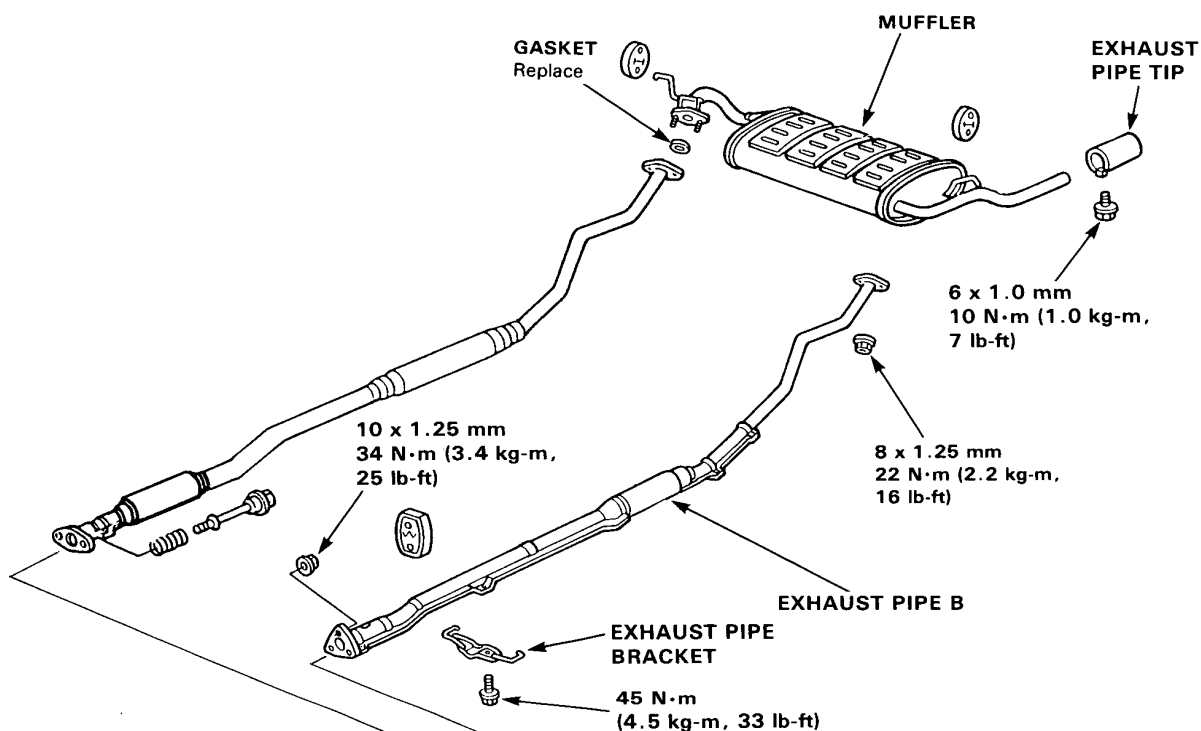 MUFFLER
GASKET
Replace
EXHAUST
PIPE TIP
6 x 1.0 mm
10 N·m (1.0 kg-m,
7 lb-ft)
10 x 1.25 mm
34 N·m (3.4 kg-m,
25 lb-ft)
8 x 1.25 mm
22 N·m (2.2 kg-m,
16 lb-ft)
EXHAUST PIPE B
EXHAUST PIPE
BRACKET
45 N·m
(4.5 kg-m, 33 lb-ft)